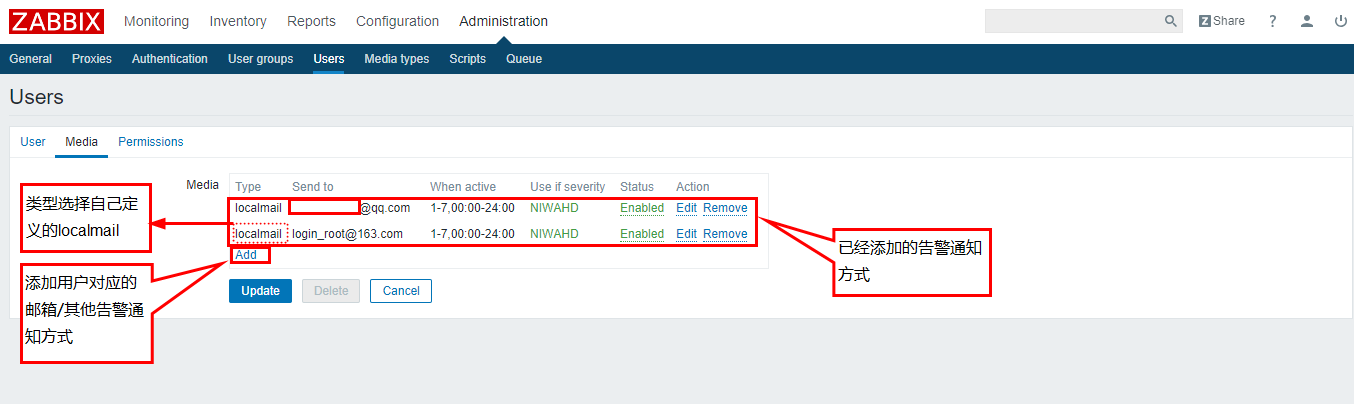 ZABBIX Monitoring Inventory Reports Configuration Administration Z Share ?
General Proxies Authentication User groups Users Media types Scripts Queue
Users
User Media Permissions
Media Type Send to When active Use if severity Status Action
localmail @qq.com 1-7,00:00-24:00 NIWAHD Enabled Edit Remove
localmail login_root@163.com 1-7,00:00-24:00 NIWAHD Enabled Edit Remove
Add
Update Delete Cancel
类型选择自己定
义的localmail
添加用户对应的
邮箱/其他告警通
知方式
已经添加的告警通知
方式